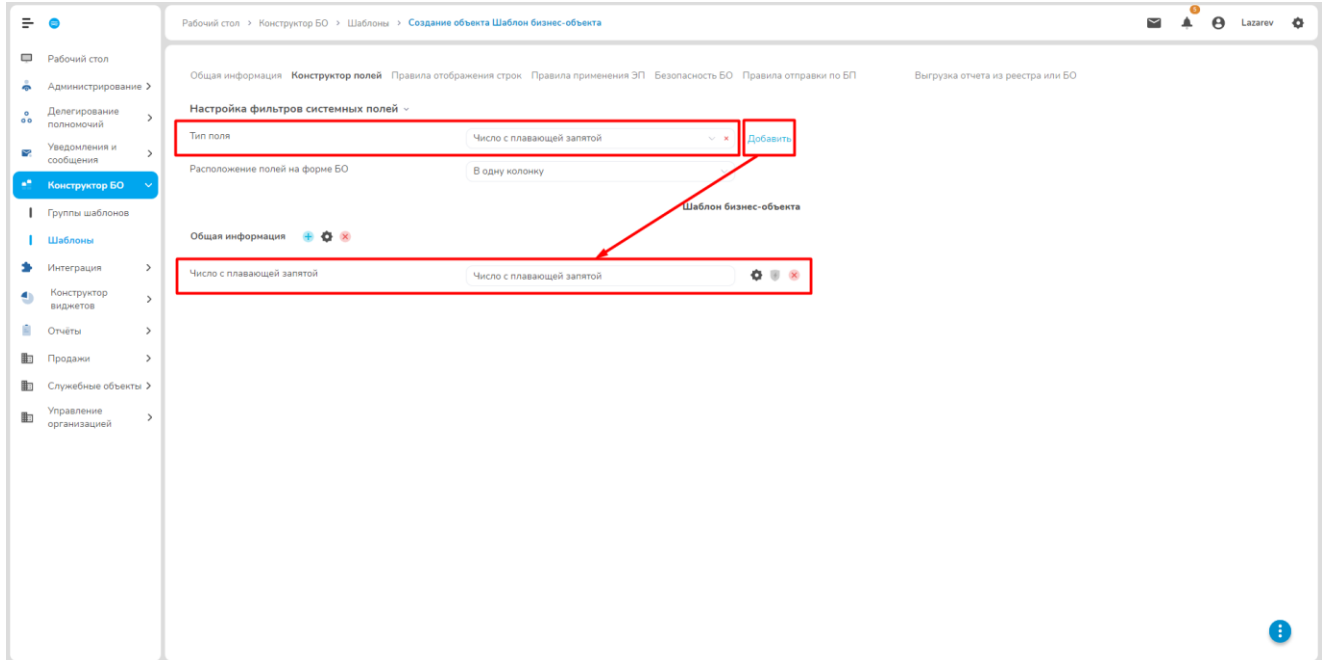 Рабочий стол > Конструктор БО > Шаблоны > Создание объекта Шаблон бизнес-объекта
5
Lazarev
Рабочий стол
Администрирование
Делегирование
полномочий
Уведомления и
сообщения
Конструктор БО
Группы шаблонов
Шаблоны
Интеграция
Конструктор
виджетов
Отчёты
Продажи
Служебные объекты
Управление
организацией
Общая информация Конструктор полей Правила отображения строк Правила применения ЭП Безопасность БО Правила отправки по БП Выгрузка отчета из реестра или БО
Настройка фильтров системных полей
Тип поля Число с плавающей запятой Добавить
Расположение полей на форме БО В одну колонку
Шаблон бизнес-объекта
Общая информация
Число с плавающей запятой Число с плавающей запятой